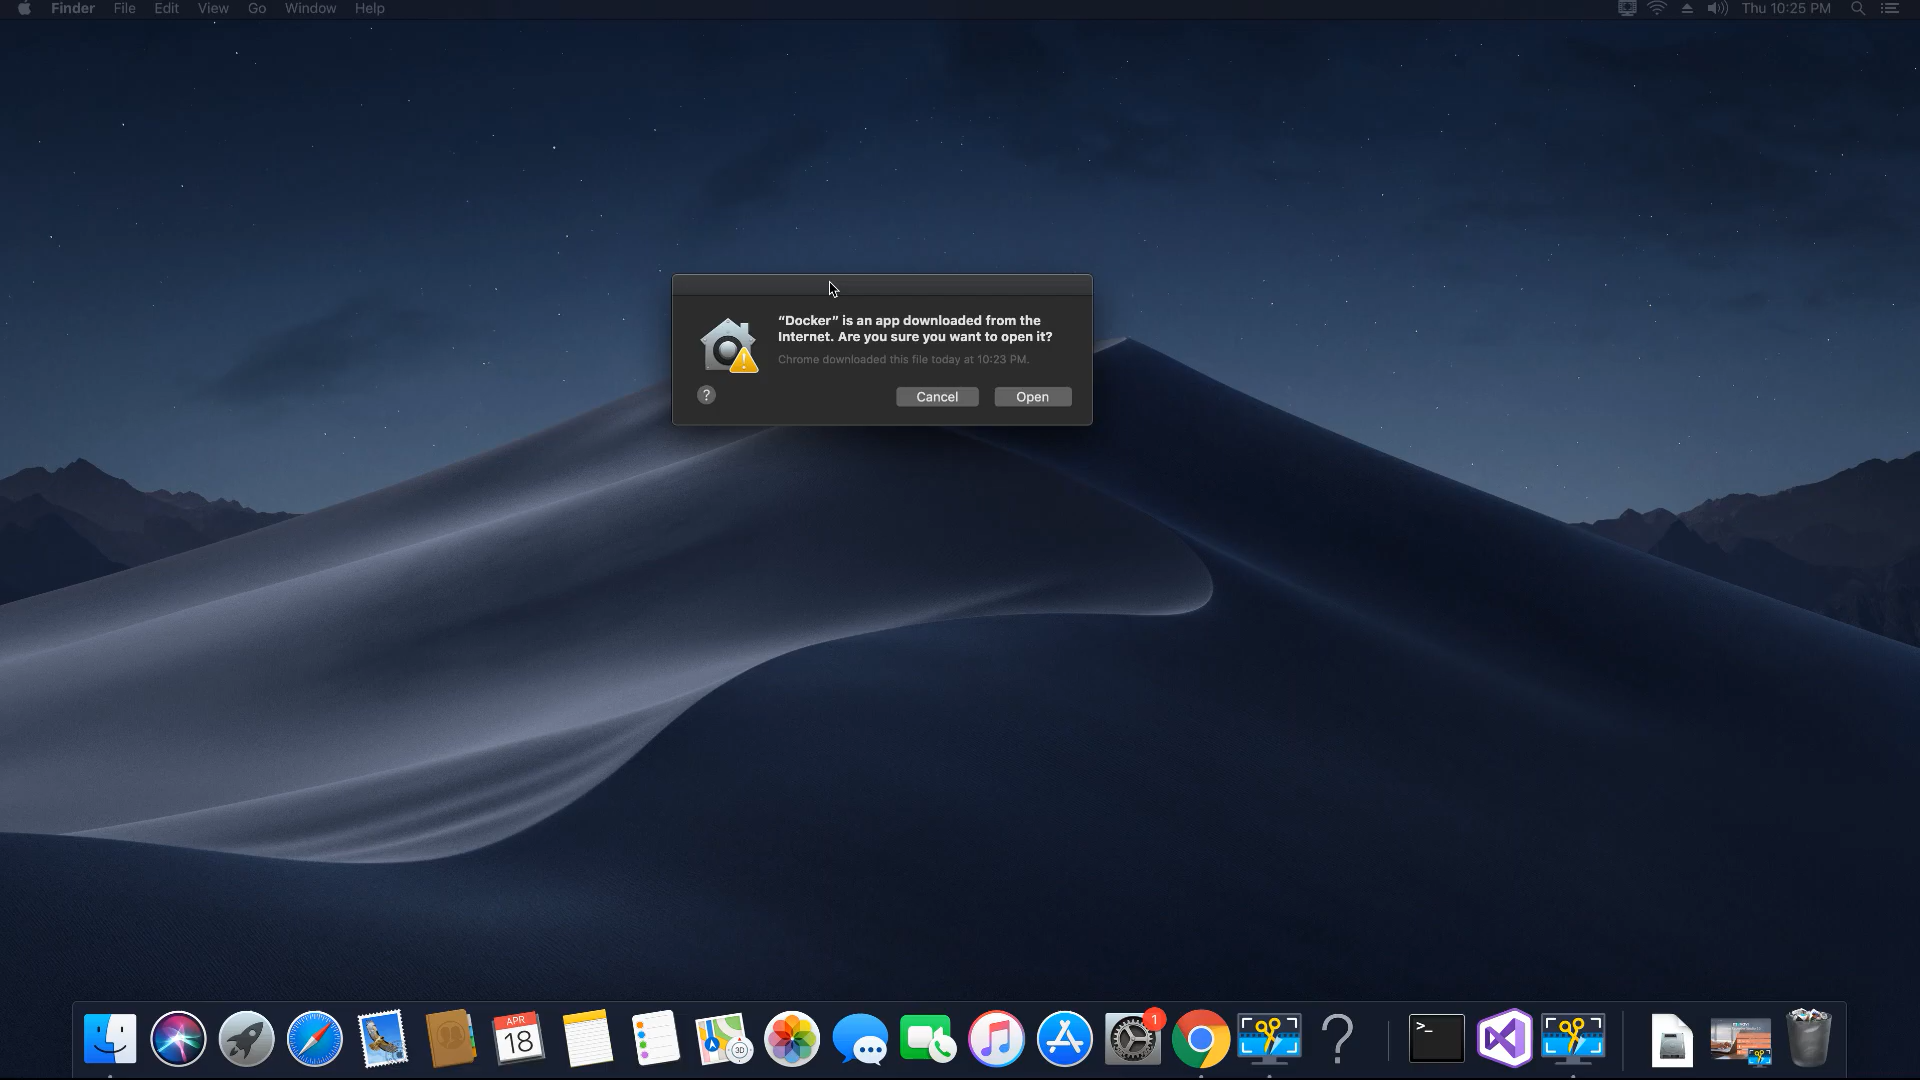 Finder File Edit View Go Window Help Thu 10:25 PM
“Docker” is an app downloaded from the
Internet. Are you sure you want to open it?
Chrome downloaded this file today at 10:23 PM.
? Cancel Open
APR
18
3D
1
>_